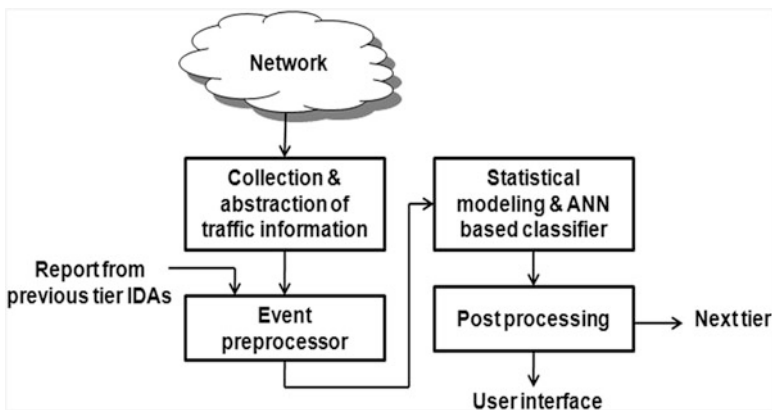 Network
Collection &
abstraction of
traffic information
Report from
previous tier IDAs
Event
preprocessor
Statistical
modeling & ANN
based classifier
Post processing
Next tier
User interface